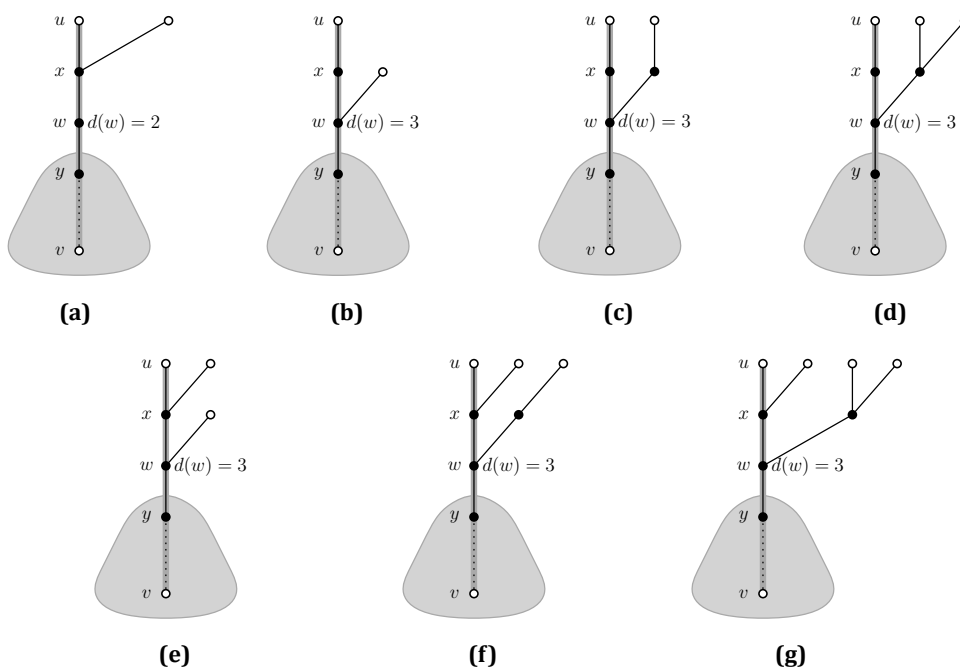 u u u u
x x x x
w d(w) = 2 w d(w) = 3 w d(w) = 3 w d(w) = 3
y y y y
v v v v
(a) (b) (c) (d)
u u u
x x x
w d(w) = 3 w d(w) = 3 w d(w) = 3
y y y
v v v
(e) (f) (g)